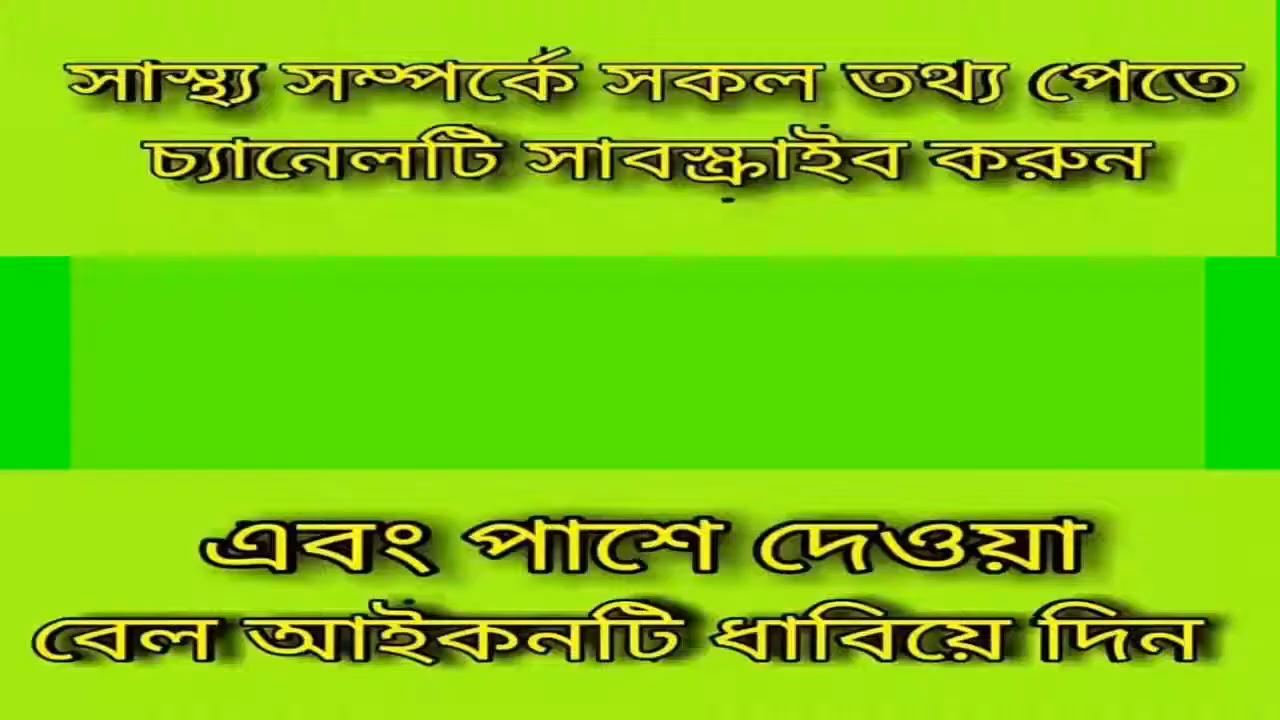 সাস্থ্য সম্পর্কে সকল তথ্য পেতে
চ্যানেলটি সাবস্ক্রাইব করুন
এবং পাশে দেওয়া
বেল আইকনটি ধাবিয়ে দিন